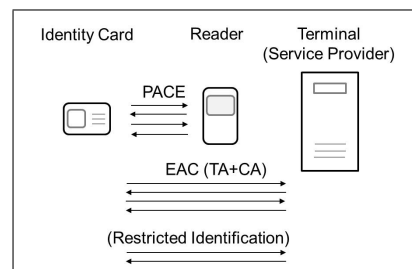 Identity Card Reader Terminal
(Service Provider)
PACE
EAC (TA+CA)
(Restricted Identification)